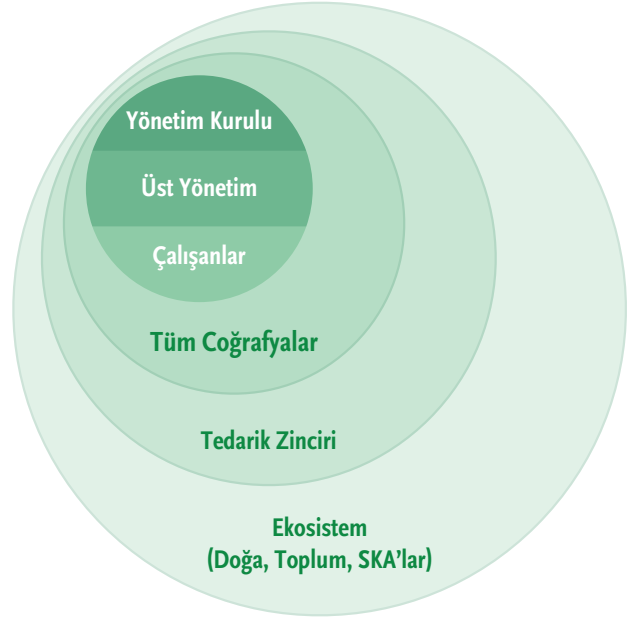 Yönetim Kurulu
Üst Yönetim
Çalışanlar
Tüm Coğrafyalar
Tedarik Zinciri
Ekosistem
(Doğa, Toplum, SKA’lar)